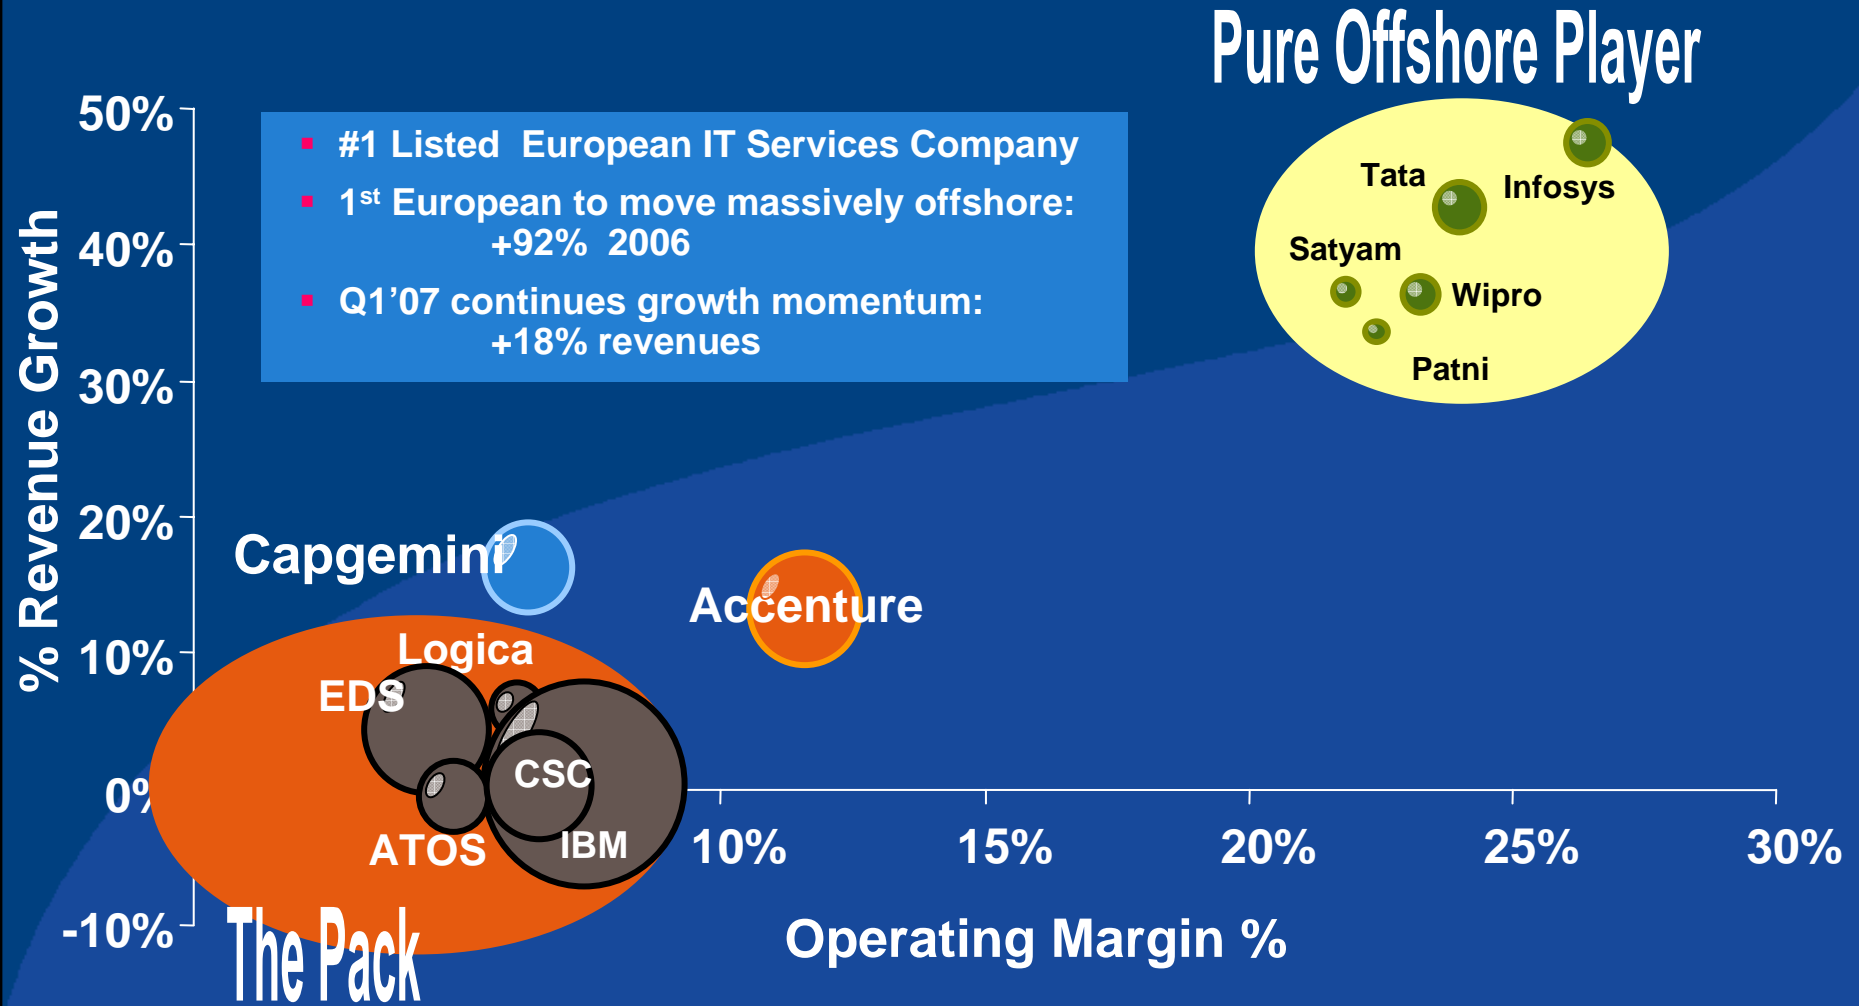 Pure Offshore Player
50%
40%
30%
20%
10%
0%
-10%
% Revenue Growth
▪ #1 Listed European IT Services Company
▪ 1st European to move massively offshore:
+92% 2006
▪ Q1’07 continues growth momentum:
+18% revenues
Tata
Infosys
Satyam
Wipro
Patni
Capgemini
Accenture
Logica
EDS
CSC
ATOS
IBM
10%
15%
20%
25%
30%
The Pack
Operating Margin %